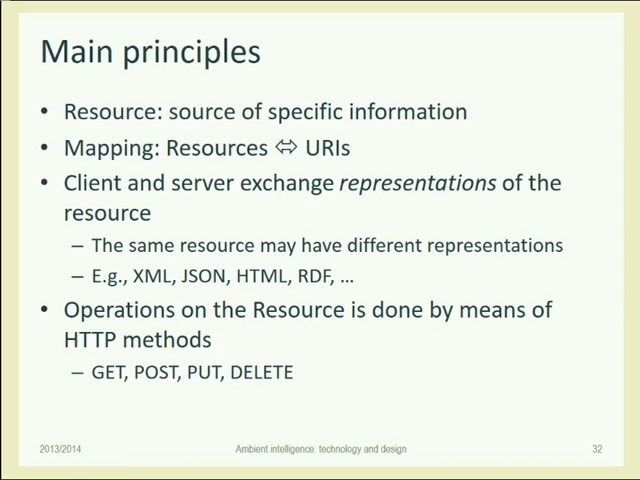 Main principles
• Resource: source of specific information
• Mapping: Resources ⇔ URIs
• Client and server exchange representations of the
resource
– The same resource may have different representations
– E.g., XML, JSON, HTML, RDF, …
• Operations on the Resource is done by means of
HTTP methods
– GET, POST, PUT, DELETE
2013/2014 Ambient intelligence: technology and design 32